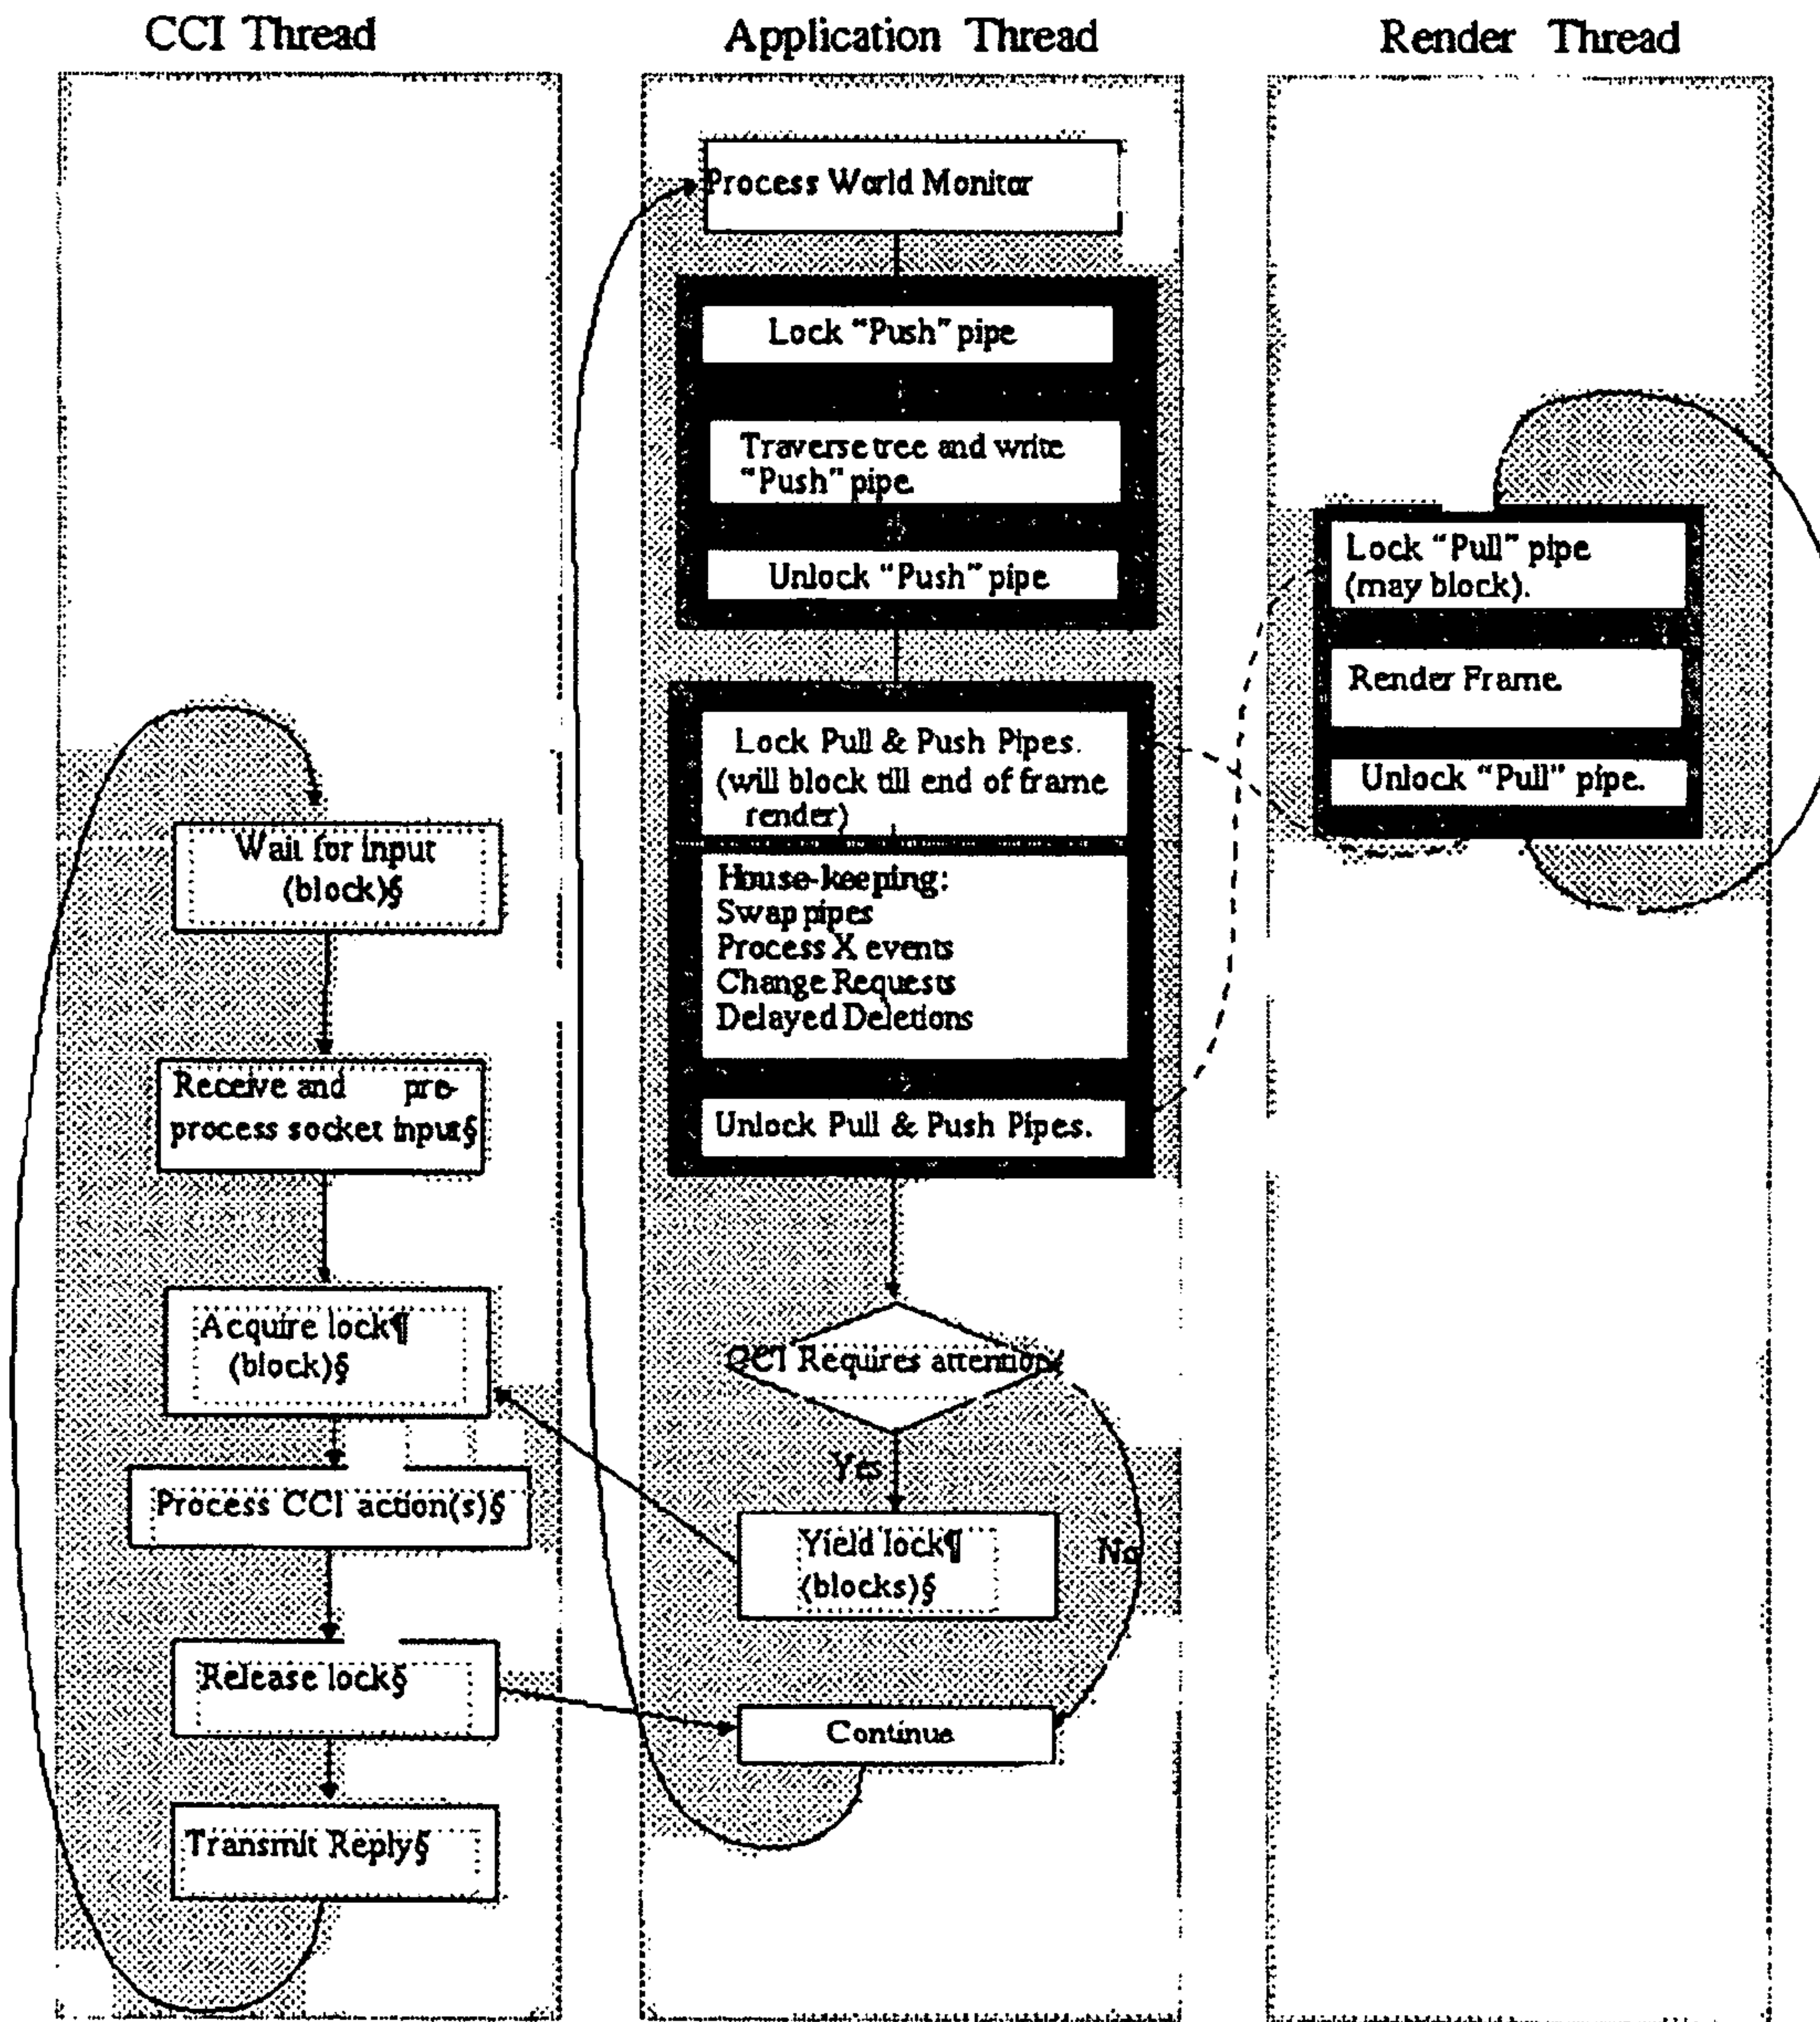 CCI Thread
Application Thread
Render Thread
Wait for input
(block)§
Receive and pre-
process socket input§
Acquire lock¶
(block)§
Process CCI action(s)§
Release lock§
Transmit Reply§
Process World Monitor
Lock “Push” pipe
Traverse tree and write
“Push” pipe.
Unlock “Push” pipe
Lock Pull & Push Pipes.
(will block till end of frame
render)
House-keeping:
Swap pipes
Process X events
Change Requests
Delayed Deletions
Unlock Pull & Push Pipes.
CCI Requires attention
Yes
No
Yield lock¶
(blocks)§
Continue
Lock “Pull” pipe
(may block).
Render Frame.
Unlock “Pull” pipe.